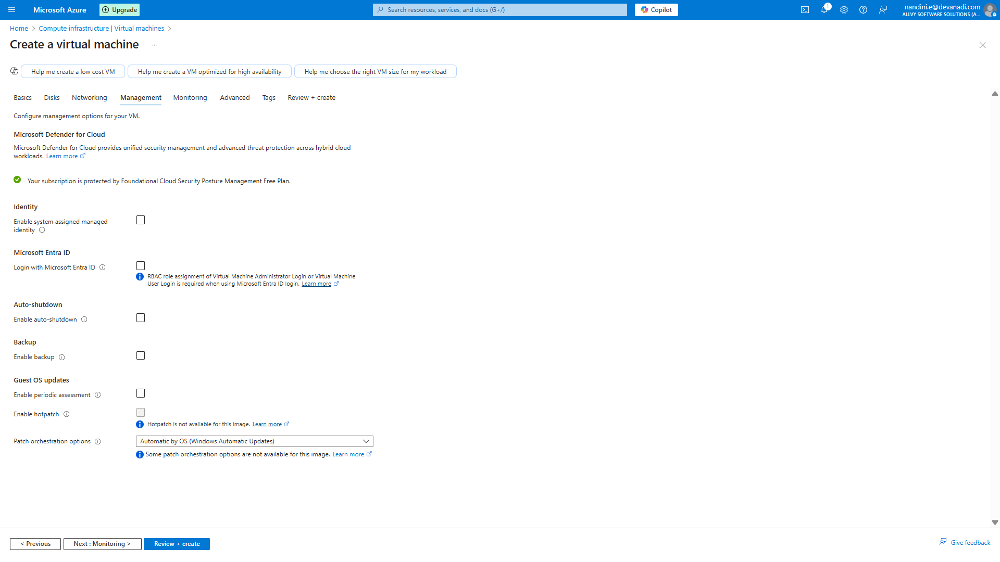 Microsoft Azure
Upgrade
Search resources, services, and docs (G+/)
Copilot
1
nandini.e@devanadi.com
ALLVY SOFTWARE SOLUTIONS (A...
Home > Compute infrastructure | Virtual machines >
Create a virtual machine ...
Help me create a low cost VM
Help me create a VM optimized for high availability
Help me choose the right VM size for my workload
Basics Disks Networking Management Monitoring Advanced Tags Review + create
Configure management options for your VM.
Microsoft Defender for Cloud
Microsoft Defender for Cloud provides unified security management and advanced threat protection across hybrid cloud
workloads. Learn more
Your subscription is protected by Foundational Cloud Security Posture Management Free Plan.
Identity
Enable system assigned managed
identity
Microsoft Entra ID
Login with Microsoft Entra ID
RBAC role assignment of Virtual Machine Administrator Login or Virtual Machine
User Login is required when using Microsoft Entra ID login. Learn more
Auto-shutdown
Enable auto-shutdown
Backup
Enable backup
Guest OS updates
Enable periodic assessment
Enable hotpatch
Hotpatch is not available for this image. Learn more
Patch orchestration options
Automatic by OS (Windows Automatic Updates)
Some patch orchestration options are not available for this image. Learn more
< Previous
Next : Monitoring >
Review + create
Give feedback